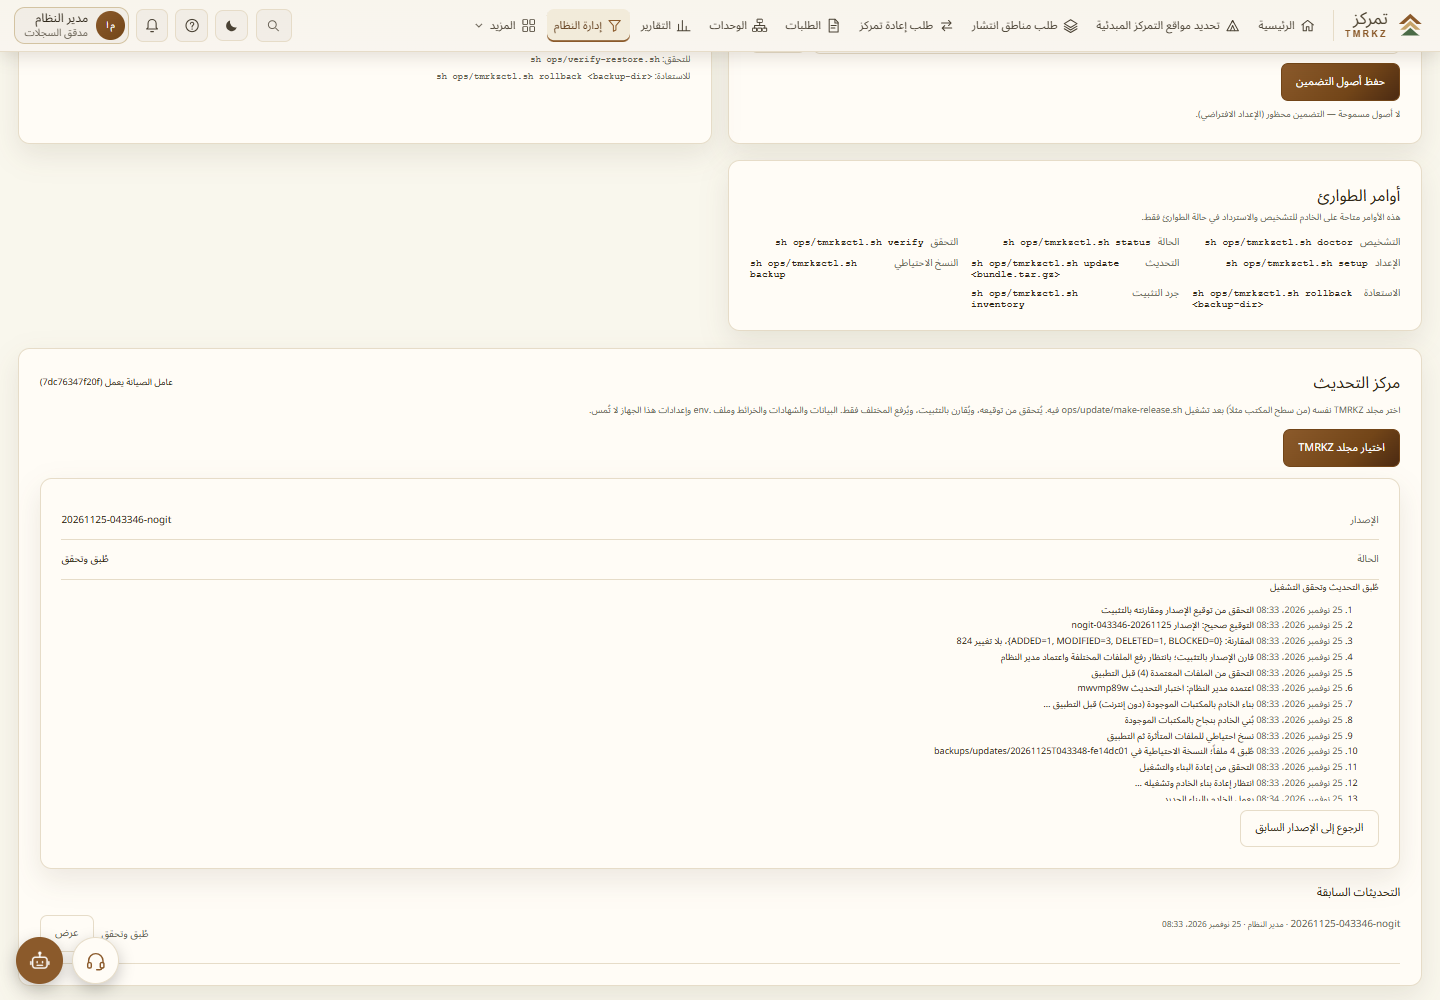 تمركز
TMRKZ
الرئيسية
تحديد مواقع التمركز المبدئية
طلب مناطق انتشار
طلب إعادة تمركز
الطلبات
الوحدات
التقارير
إدارة النظام
المزيد
مدير النظام
مدقق السجلات
م ا
حفظ أصول التضمين
لا أصول مسموحة — التضمين محظور (الإعداد الافتراضي).
للتحقق: sh ops/verify-restore.sh
للاستعادة: sh ops/tmrkzctl.sh rollback <backup-dir>
أوامر الطوارئ
هذه الأوامر متاحة على الخادم للتشخيص والاسترداد في حالة الطوارئ فقط.
التشخيص sh ops/tmrkzctl.sh doctor
الحالة sh ops/tmrkzctl.sh status
التحقق sh ops/tmrkzctl.sh verify
الإعداد sh ops/tmrkzctl.sh setup
التحديث sh ops/tmrkzctl.sh update <bundle.tar.gz>
النسخ الاحتياطي sh ops/tmrkzctl.sh backup
الاستعادة sh ops/tmrkzctl.sh rollback <backup-dir>
جرد التثبيت sh ops/tmrkzctl.sh inventory
مركز التحديث
عامل الصيانة يعمل (7dc76347f20f)
اختر مجلد TMRKZ نفسه (من سطح المكتب مثلاً) بعد تشغيل ops/update/make-release.sh فيه. يُتحقق من توقيعه، ويُقارن بالتثبيت، ويُرفع المختلف فقط. البيانات والشهادات والخرائط وملف .env وإعدادات هذا الجهاز لا تُمس.
اختيار مجلد TMRKZ
الإصدار
20261125-043346-nogit
الحالة
طُبق وتحقق
طُبق التحديث وتحقق التشغيل
1. 25 نوفمبر 2026، 08:33 التحقق من توقيع الإصدار ومقارنته بالتثبيت
2. 25 نوفمبر 2026، 08:33 التوقيع صحيح: الإصدار 20261125-043346-nogit
3. 25 نوفمبر 2026، 08:33 المقارنة: {ADDED=1, MODIFIED=3, DELETED=1, BLOCKED=0}، بلا تغيير 824
4. 25 نوفمبر 2026، 08:33 قارن الإصدار بالتثبيت؛ بانتظار رفع الملفات المختلفة واعتماد مدير النظام
5. 25 نوفمبر 2026، 08:33 التحقق من الملفات المعتمدة (4) قبل التطبيق
6. 25 نوفمبر 2026، 08:33 اعتمده مدير النظام: اختبار التحديث mwvmp89w
7. 25 نوفمبر 2026، 08:33 بناء الخادم بالمكتبات الموجودة (دون إنترنت) قبل التطبيق ...
8. 25 نوفمبر 2026، 08:33 بُني الخادم بنجاح بالمكتبات الموجودة
9. 25 نوفمبر 2026، 08:33 نسخ احتياطي للملفات المتأثرة ثم التطبيق
10. 25 نوفمبر 2026، 08:33 طُبق 4 ملفاً؛ النسخة الاحتياطية في backups/updates/20261125T043348-fe14dc01
11. 25 نوفمبر 2026، 08:33 التحقق من إعادة البناء والتشغيل
12. 25 نوفمبر 2026، 08:33 انتظار إعادة بناء الخادم وتشغيله ...
13. 25 نوفمبر 2026، 08:34 يعمل الخادم بالبناء الجديد
الرجوع إلى الإصدار السابق
التحديثات السابقة
20261125-043346-nogit · مدير النظام · 25 نوفمبر 2026، 08:33
طُبق وتحقق
عرض